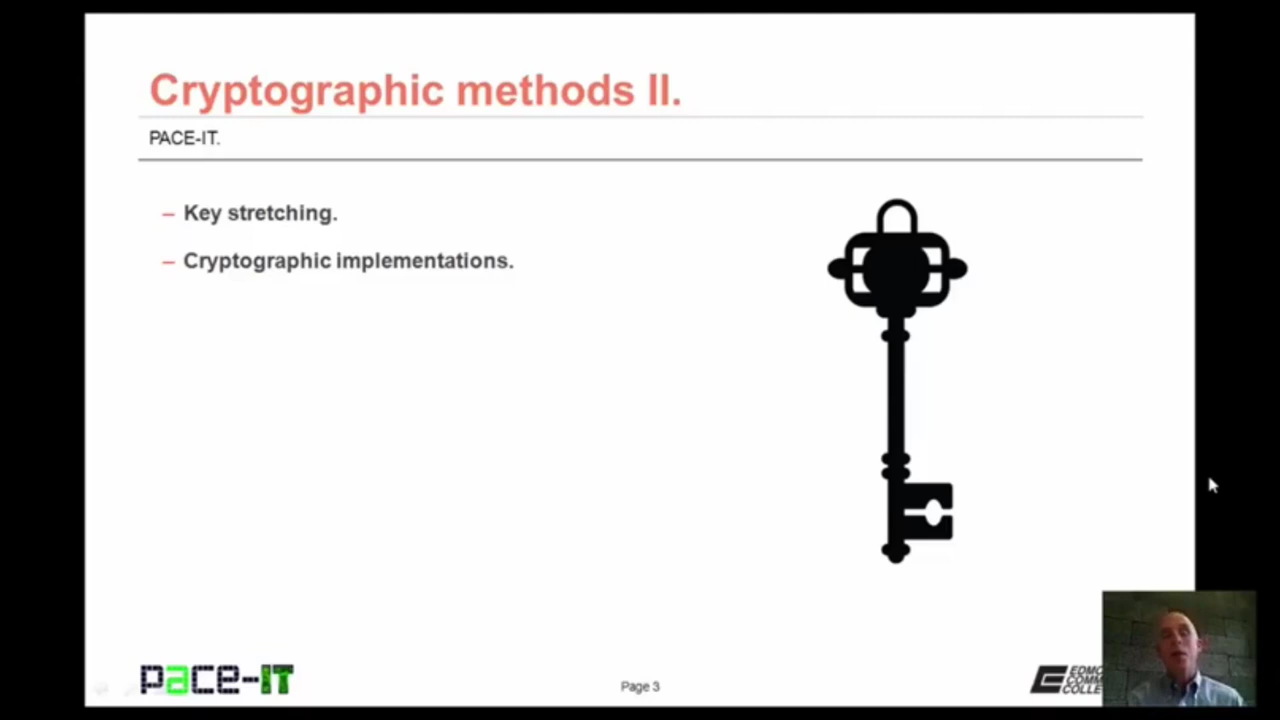 Cryptographic methods II.
PACE-IT.
– Key stretching.
– Cryptographic implementations.
pace-IT
Page 3